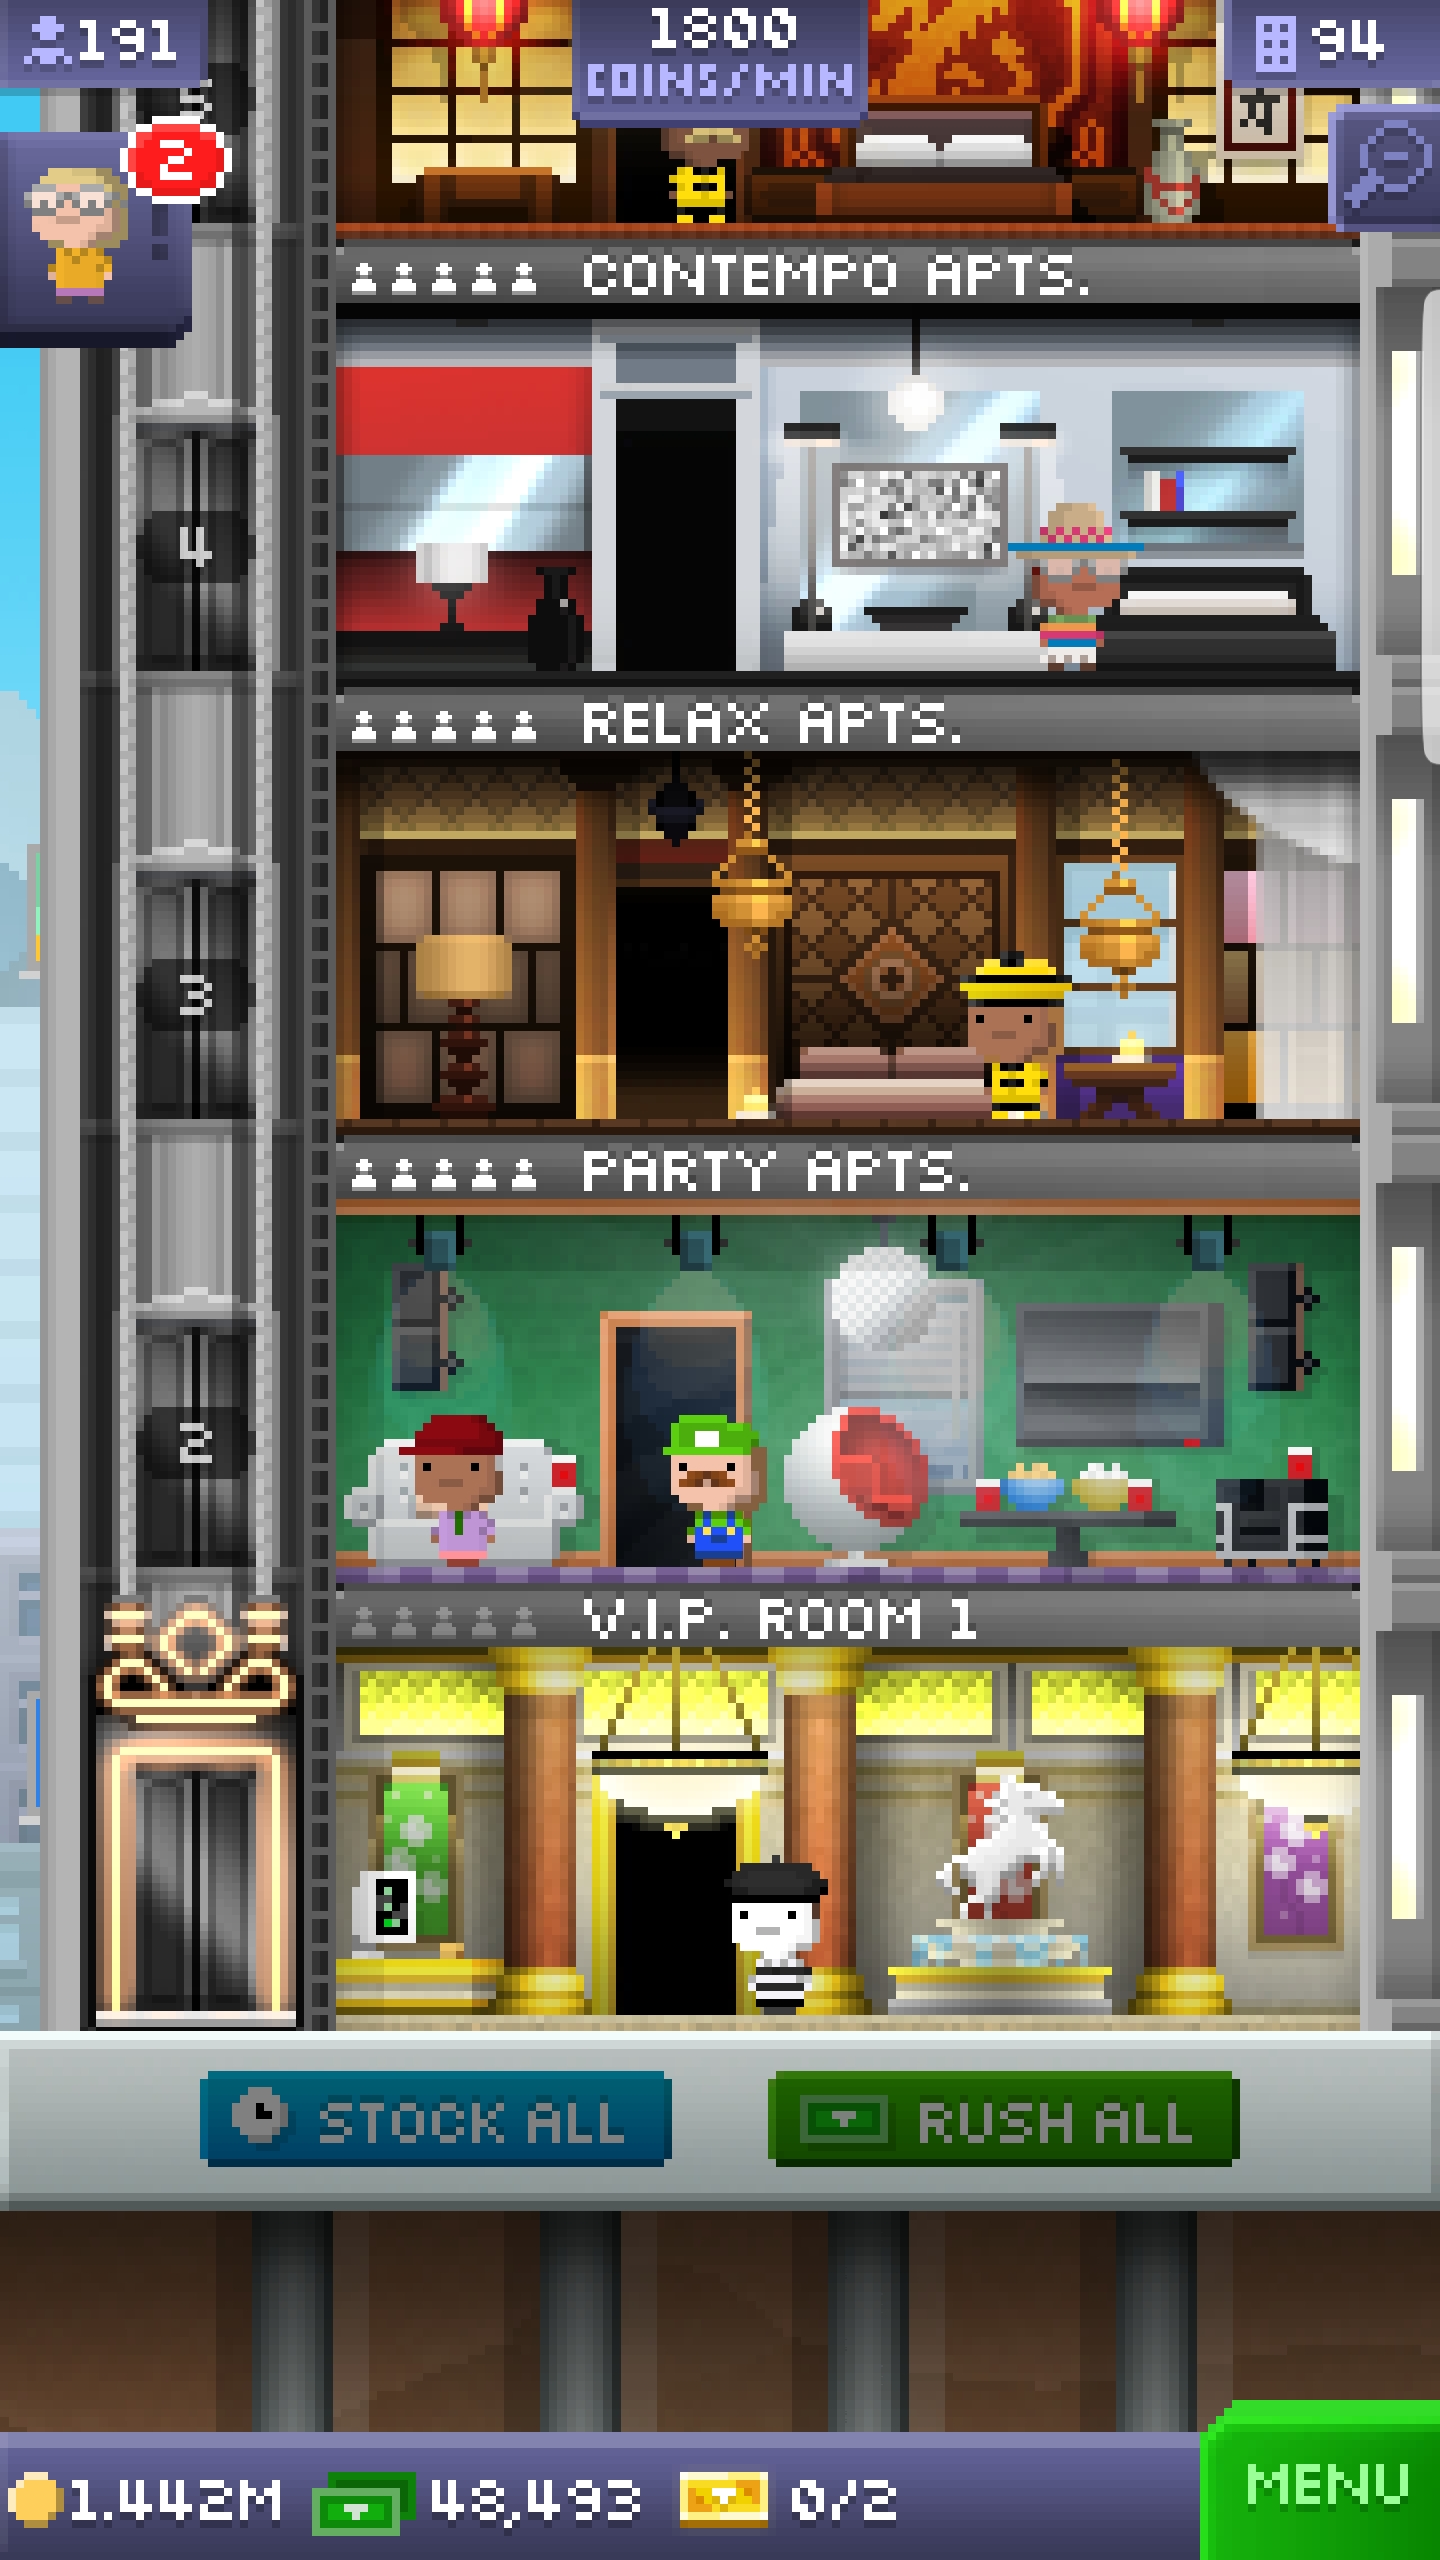 191
1800
COINS/MIN
94
5
2
CONTEMPO APTS.
4
RELAX APTS.
3
PARTY APTS.
2
V.I.P. ROOM 1
STOCK ALL
RUSH ALL
1.442M
48,493
0/2
MENU